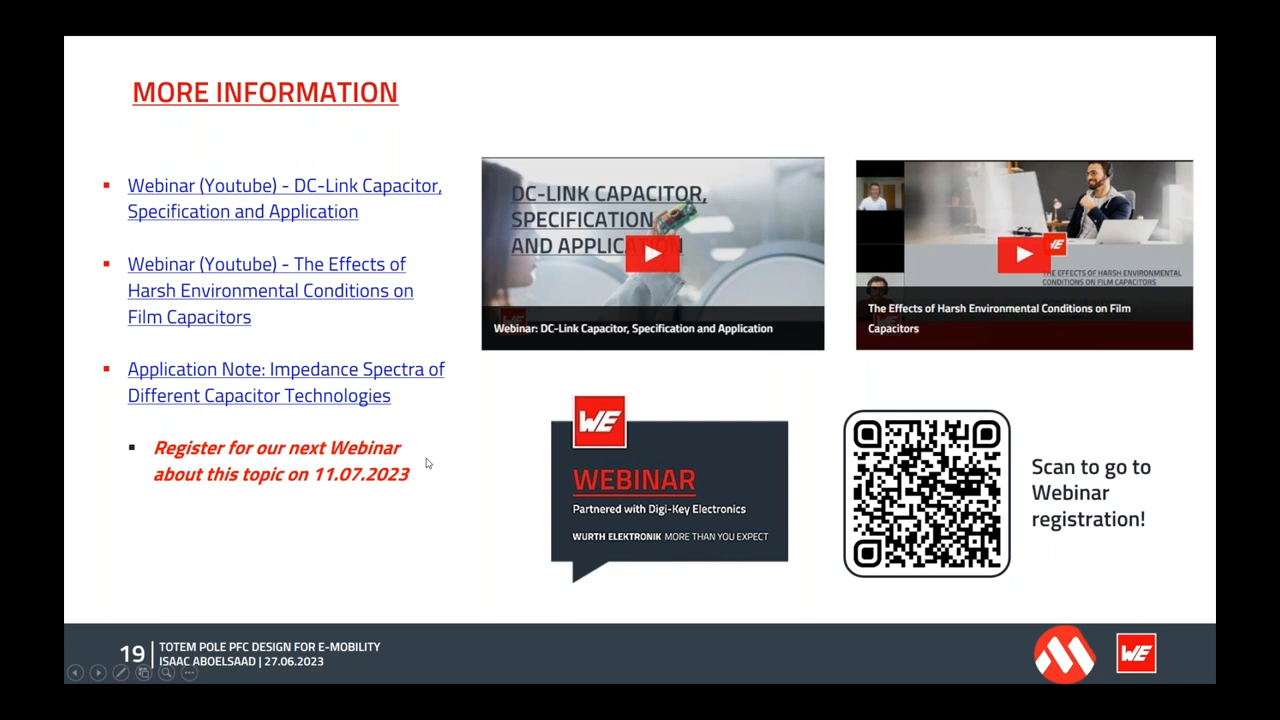 MORE INFORMATION
Webinar (Youtube) - DC-Link Capacitor,
Specification and Application
Webinar (Youtube) - The Effects of
Harsh Environmental Conditions on
Film Capacitors
Application Note: Impedance Spectra of
Different Capacitor Technologies
Register for our next Webinar
about this topic on 11.07.2023
DC-LINK CAPACITOR,
SPECIFICATION
AND APPLICATION
Webinar: DC-Link Capacitor, Specification and Application
WE
THE EFFECTS OF HARSH ENVIRONMENTAL
CONDITIONS ON FILM CAPACITORS
The Effects of Harsh Environmental Conditions on Film
Capacitors
WE
WEBINAR
Partnered with Digi-Key Electronics
WURTH ELEKTRONIK MORE THAN YOU EXPECT
Scan to go to
Webinar
registration!
19
TOTEM POLE PFC DESIGN FOR E-MOBILITY
ISAAC ABOELSAAD | 27.06.2023
WE